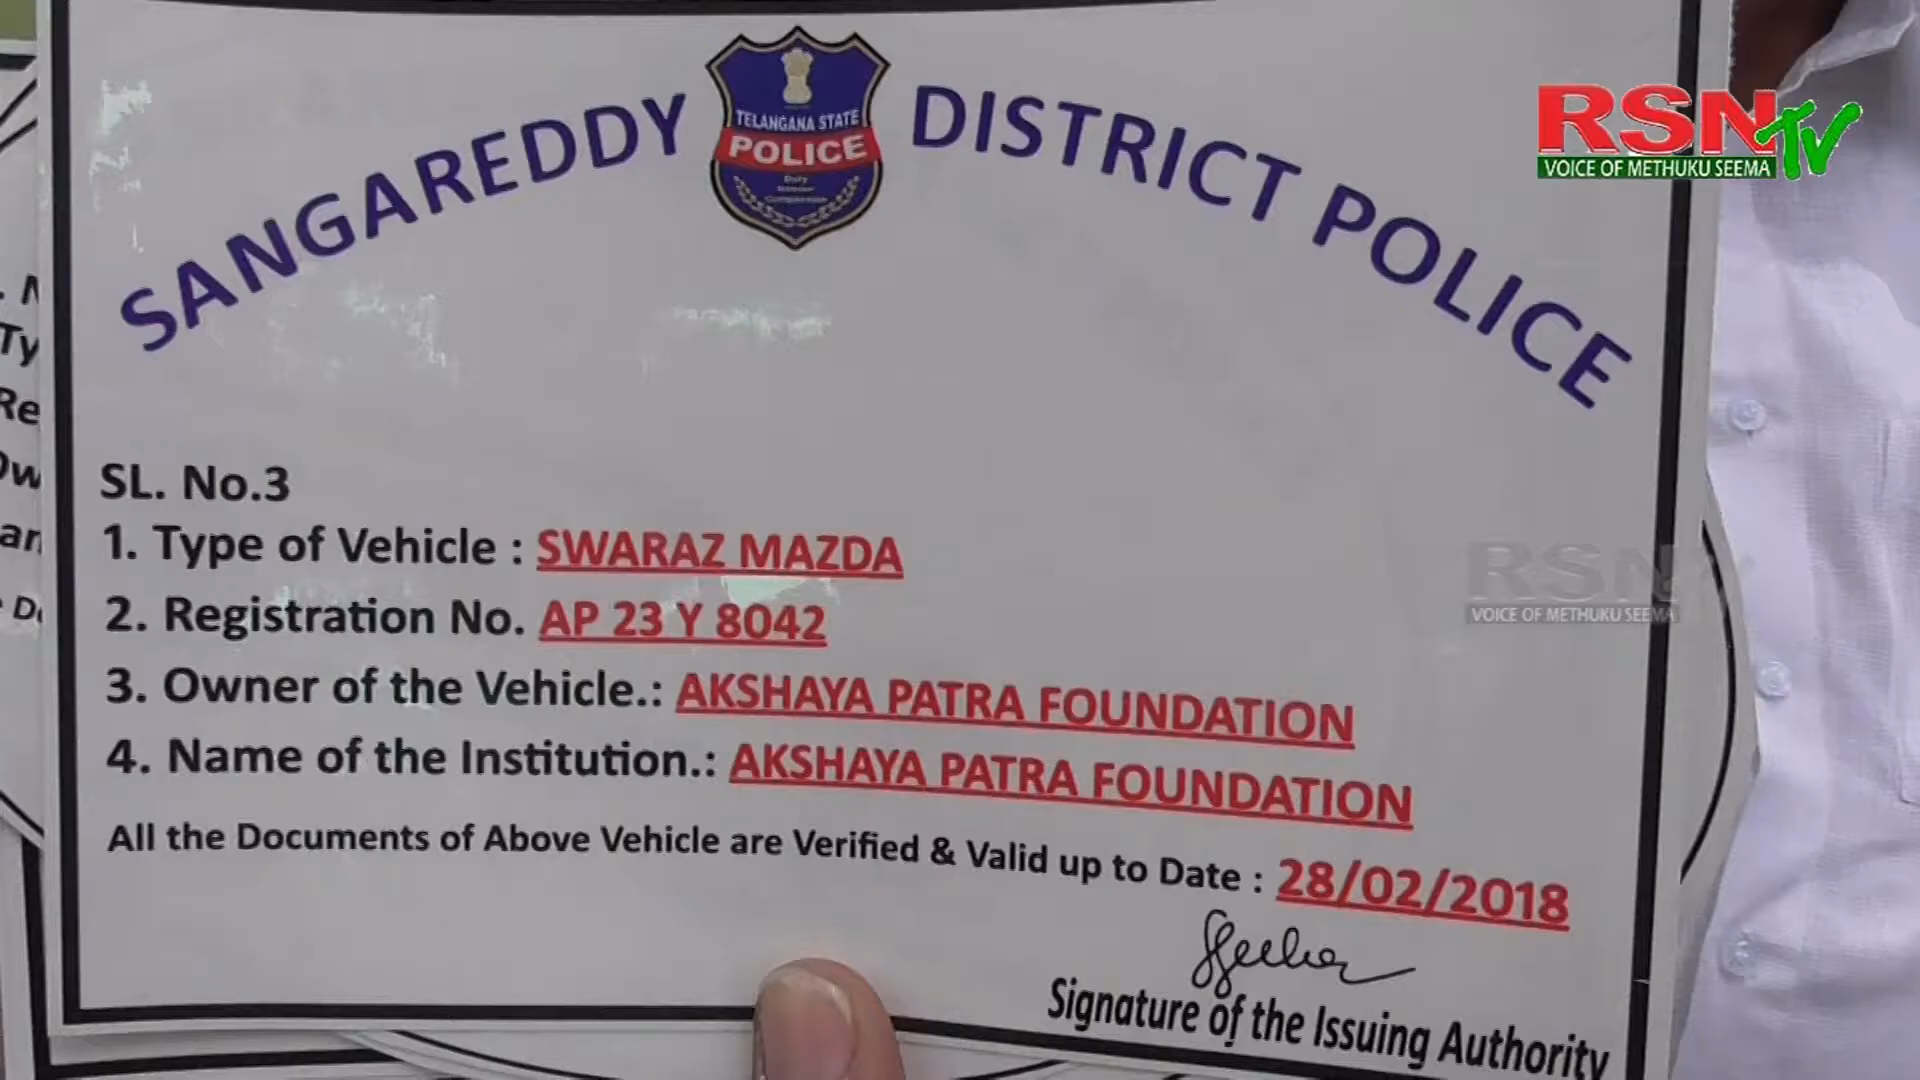 SANGAREDDY DISTRICT POLICE
TELANGANA STATE
POLICE
Duty
RSN TV
VOICE OF METHUKU SEEMA
SL. No.3
1. Type of Vehicle : SWARAZ MAZDA
2. Registration No. AP 23 Y 8042
RSN
VOICE OF METHUKU SEEMA
3. Owner of the Vehicle.: AKSHAYA PATRA FOUNDATION
4. Name of the Institution.: AKSHAYA PATRA FOUNDATION
All the Documents of Above Vehicle are Verified & Valid up to Date : 28/02/2018
Signature of the Issuing Authority